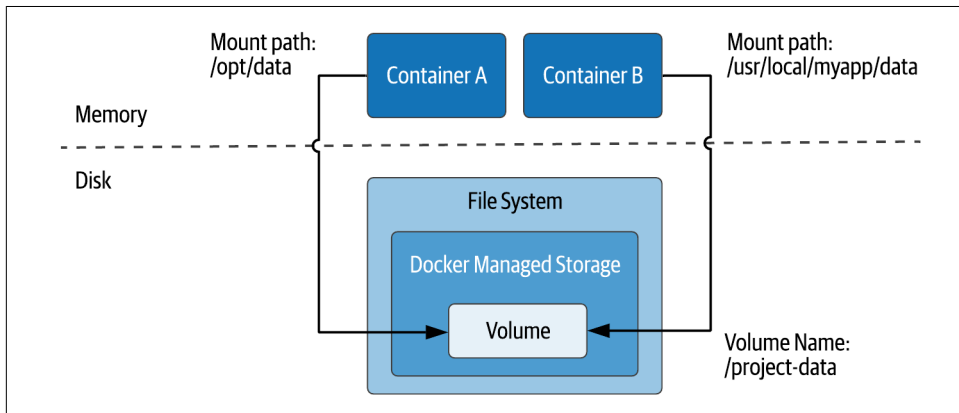 Mount path:
/opt/data
Container A
Container B
Mount path:
/usr/local/myapp/data
Memory
Disk
File System
Docker Managed Storage
Volume
Volume Name:
/project-data